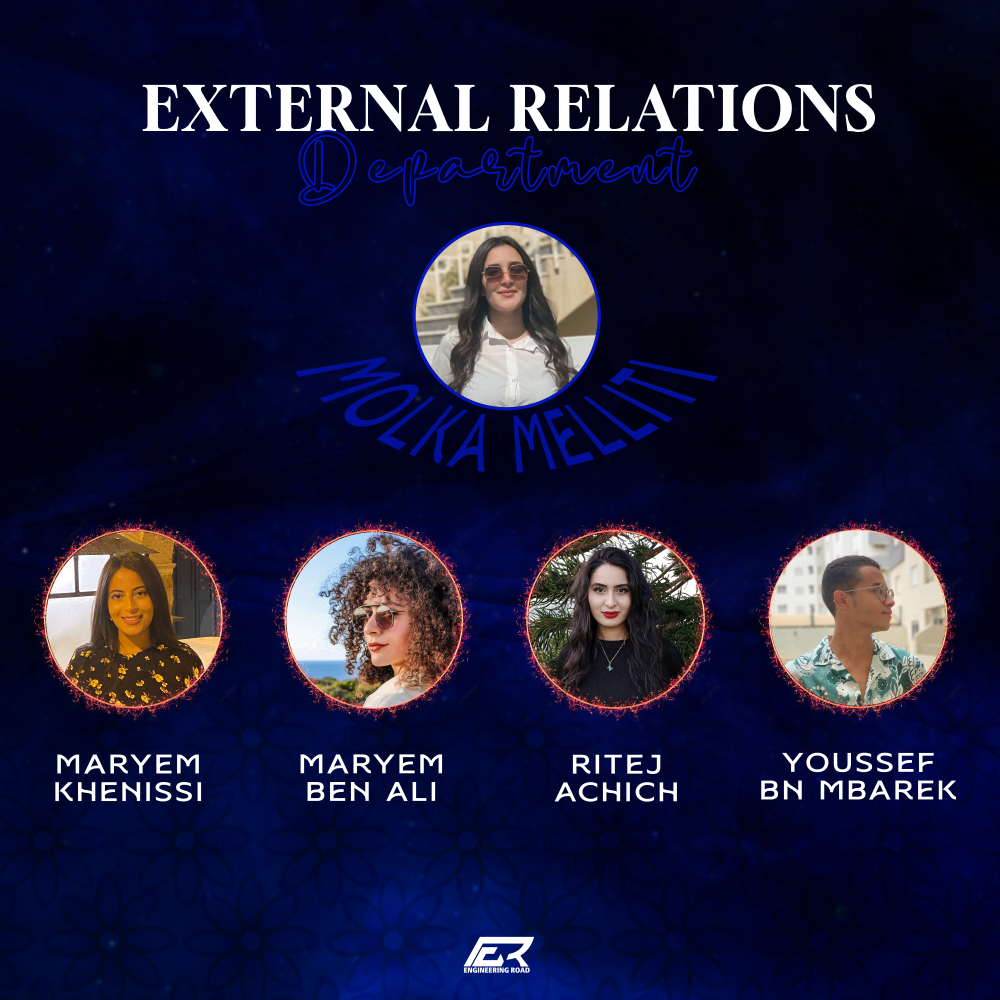 EXTERNAL RELATIONS
Department
MOLKA MELLITI
MARYEM
KHENISSI
MARYEM
BEN ALI
RITEJ
ACHICH
YOUSSEF
BN MBAREK
ER
ENGINEERING ROAD